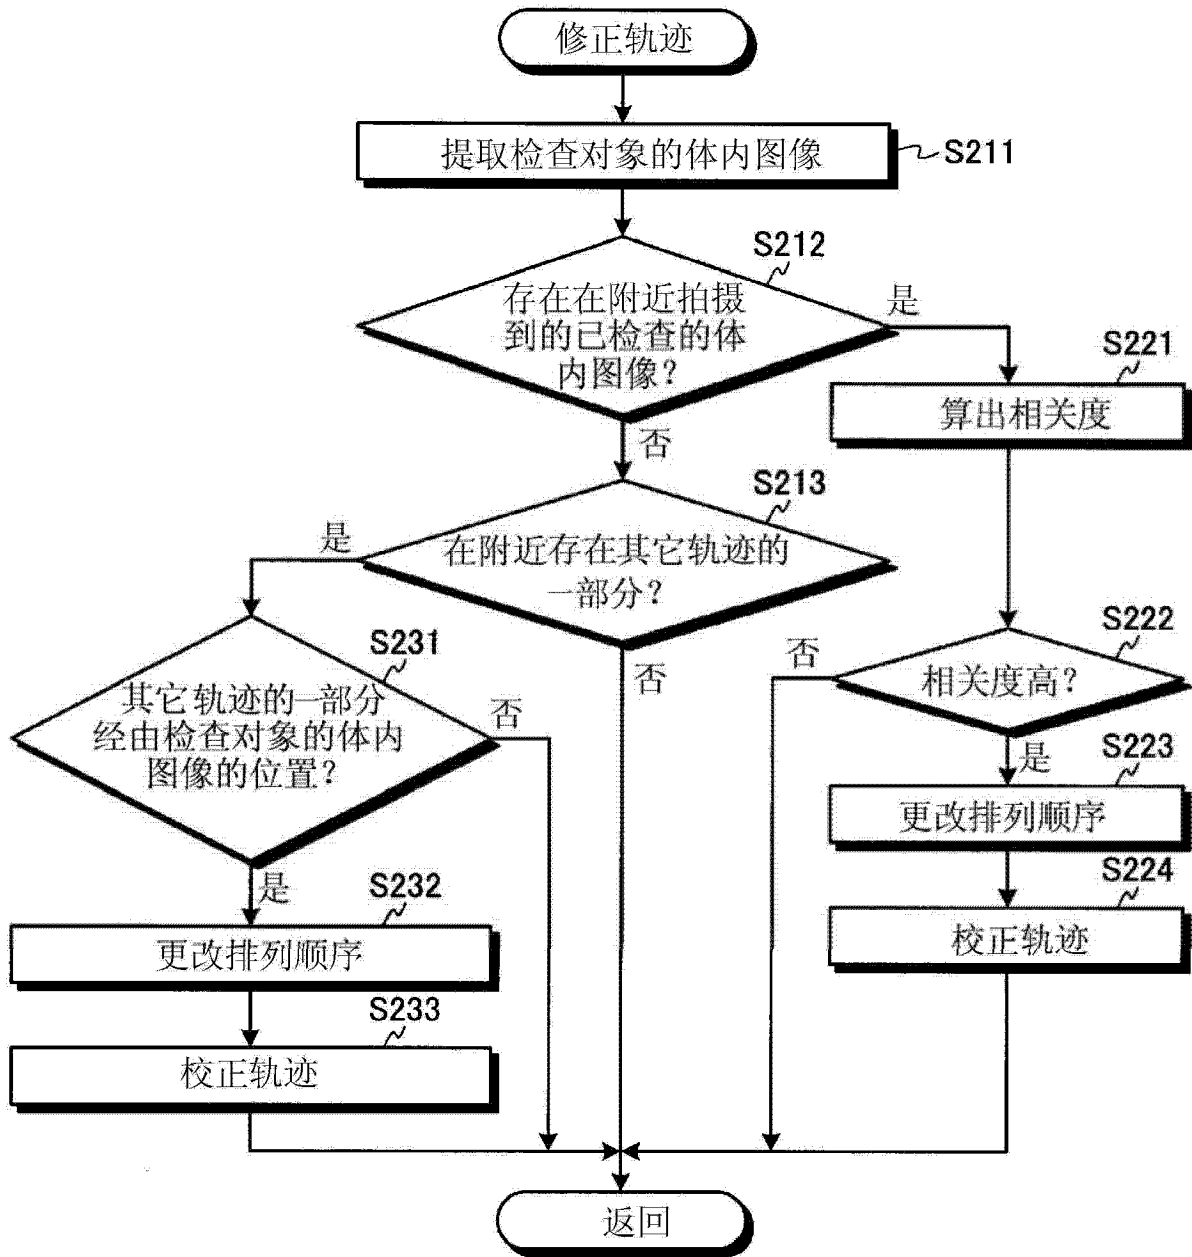 修正轨迹
提取检查对象的体内图像
S211
S212
存在在附近拍摄
到的已检查的体
内图像？
是
否
S221
算出相关度
S213
在附近存在其它轨迹的
一部分？
是
否
S222
相关度高？
否
是
S231
其它轨迹的一部分
经由检查对象的体内
图像的位置？
否
是
S223
更改排列顺序
S224
校正轨迹
S232
更改排列顺序
S233
校正轨迹
返回